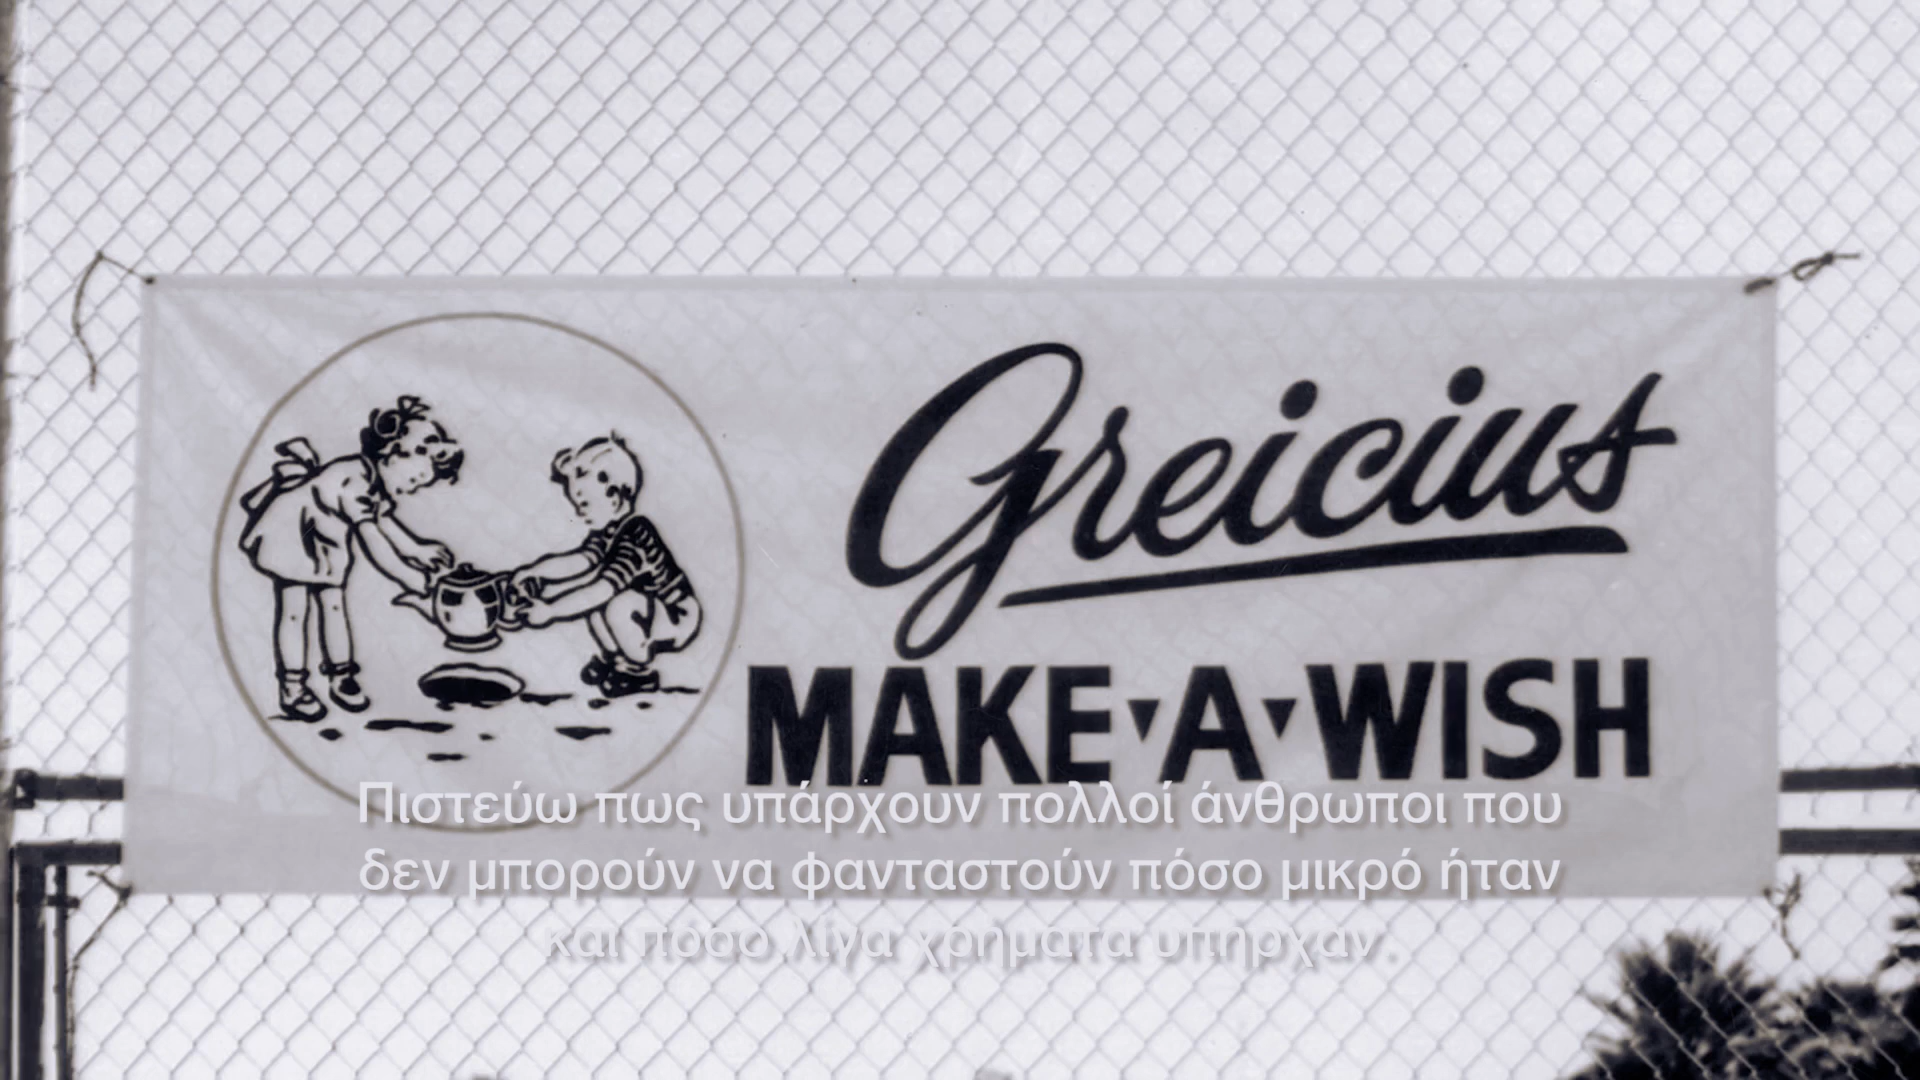 Greicius
MAKE▾A▾WISH
Πιστεύω πως υπάρχουν πολλοί άνθρωποι που
δεν μπορούν να φανταστούν πόσο μικρό ήταν
και πόσο λίγα χρήματα υπήρχαν.